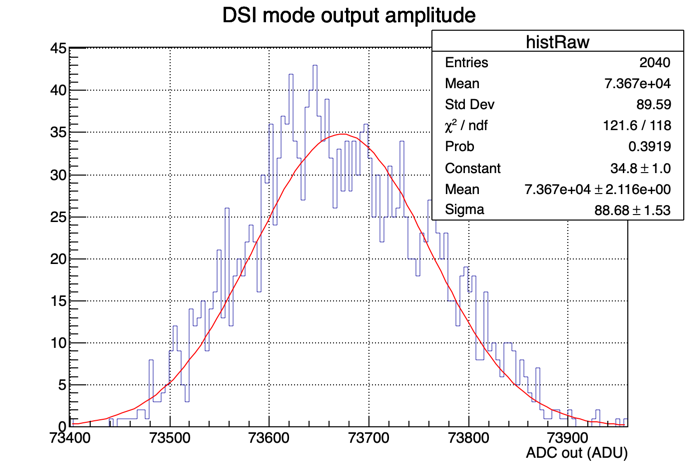 DSI mode output amplitude
histRaw
Entries 2040
Mean 7.367e+04
Std Dev 89.59
χ² / ndf 121.6 / 118
Prob 0.3919
Constant 34.8 ± 1.0
Mean 7.367e+04 ± 2.116e+00
Sigma 88.68 ± 1.53
45
40
35
30
25
20
15
10
5
0
73400 73500 73600 73700 73800 73900
ADC out (ADU)